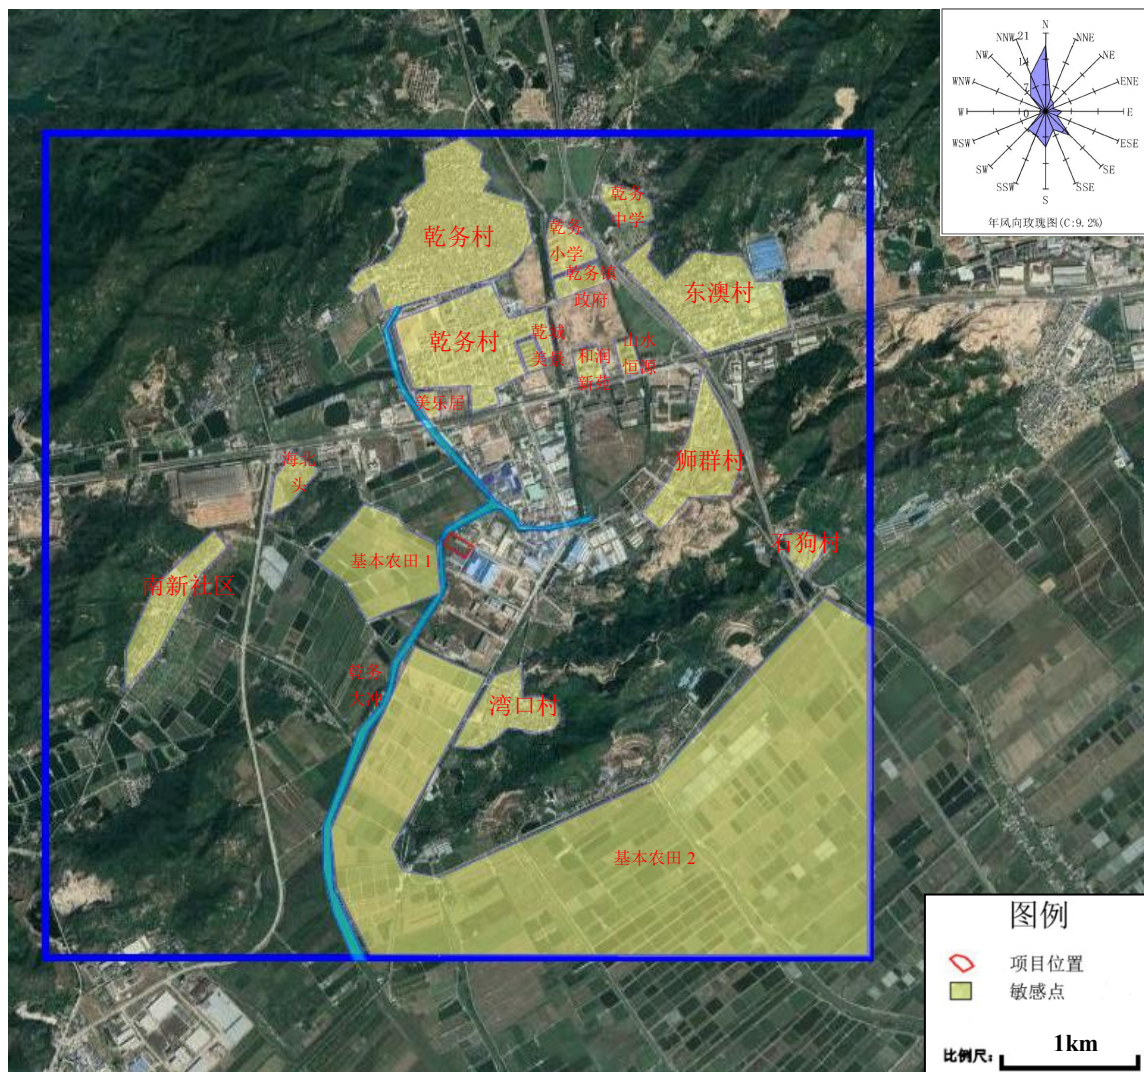 N
NNW
21
NNE
NW
14
NE
WNW
7
ENE
W
0
E
WSW
ESE
SW
SE
SSW
SSE
S
年风向玫瑰图(C:9.2%)
乾务
中学
乾务村
乾务
小学
乾务镇
政府
东澳村
乾务村
乾城
美景
和润
新苑
山水
恒源
美乐居
海北
头
狮群村
石狗村
基本农田 1
南新社区
乾务
大冲
湾口村
基本农田 2
图例
项目位置
敏感点
比例尺:
1km